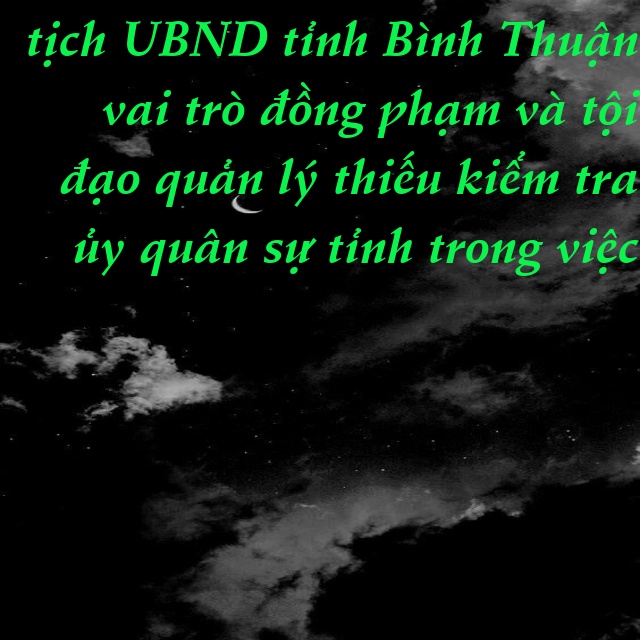 tịch UBND tỉnh Bình Thuận
vai trò đồng phạm và tội
đạo quản lý thiếu kiểm tra
ủy quân sự tỉnh trong việc